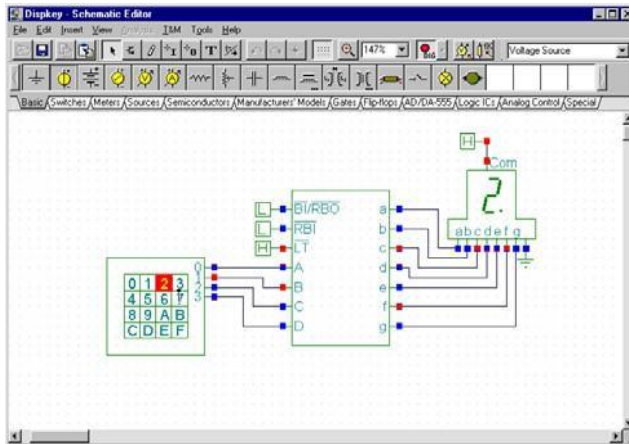 Dispkey - Schematic Editor
File Edit Insert View Analysis T&M Tools Help
147%
Voltage Source
Basic Switches Meters Sources Semiconductors Manufacturers' Models Gates Flip-flops AD/DA-555 Logic ICs Analog Control Special
H
Com
2.
a b c d e f g
L BI/RBO a
L RBI b
H LT c
A d
B e
C f
D g
0 1 2 3
4 5 6
8 9 A B
C D E F
0
1
2
3